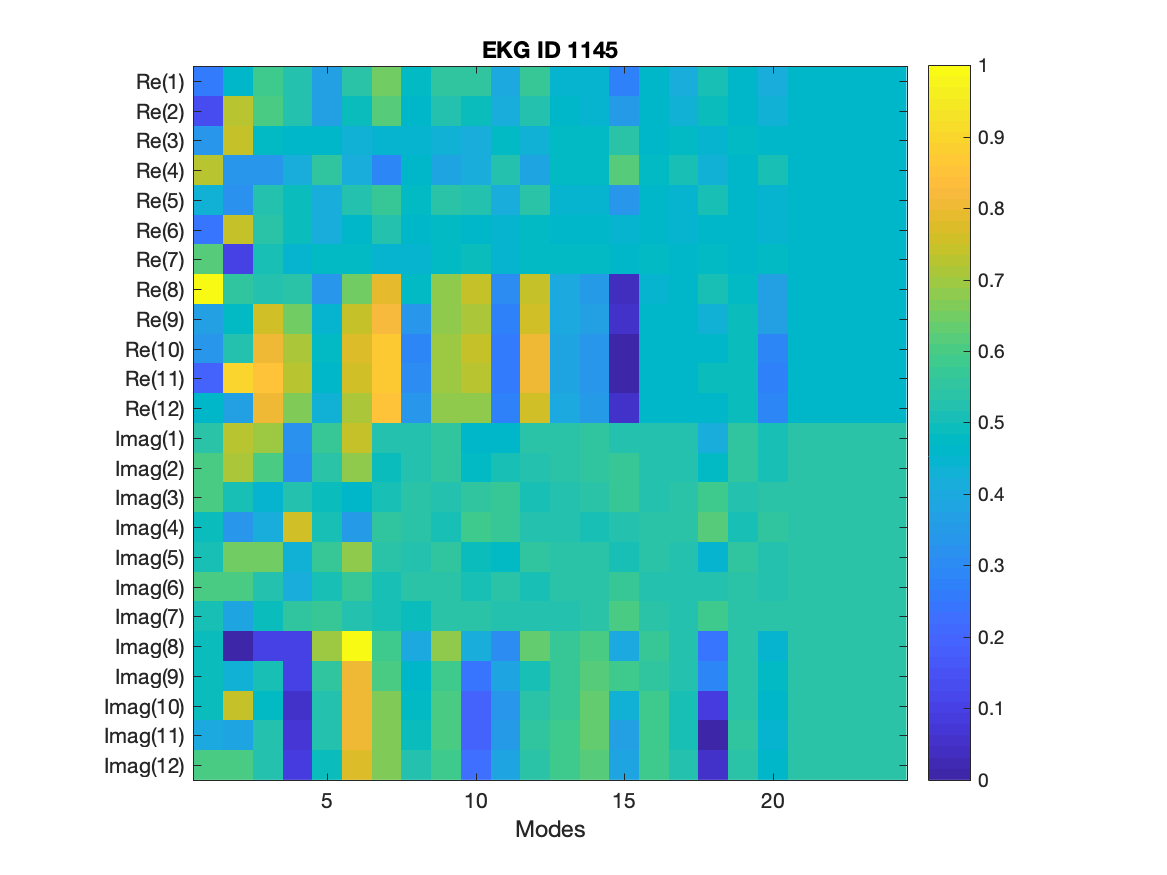 EKG ID 1145
Re(1)
Re(2)
Re(3)
Re(4)
Re(5)
Re(6)
Re(7)
Re(8)
Re(9)
Re(10)
Re(11)
Re(12)
Imag(1)
Imag(2)
Imag(3)
Imag(4)
Imag(5)
Imag(6)
Imag(7)
Imag(8)
Imag(9)
Imag(10)
Imag(11)
Imag(12)
5 10 15 20
Modes
1
0.9
0.8
0.7
0.6
0.5
0.4
0.3
0.2
0.1
0